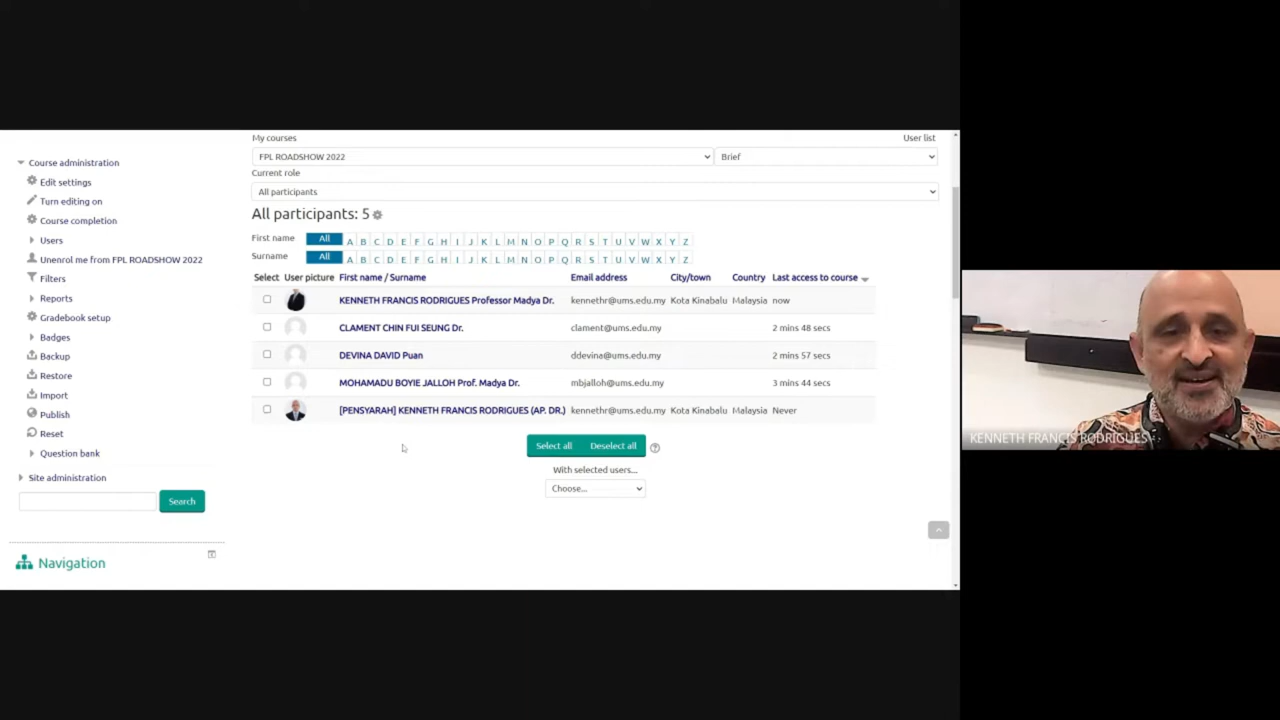 My courses
User list
FPL ROADSHOW 2022
Brief
Current role
All participants
All participants: 5
First name All A B C D E F G H I J K L M N O P Q R S T U V W X Y Z
Surname All A B C D E F G H I J K L M N O P Q R S T U V W X Y Z
Select User picture First name / Surname Email address City/town Country Last access to course
KENNETH FRANCIS RODRIGUES Professor Madya Dr. kennethr@ums.edu.my Kota Kinabalu Malaysia now
CLAMENT CHIN FUI SEUNG Dr. clament@ums.edu.my 2 mins 48 secs
DEVINA DAVID Puan ddevina@ums.edu.my 2 mins 57 secs
MOHAMADU BOYIE JALLOH Prof. Madya Dr. mbjalloh@ums.edu.my 3 mins 44 secs
[PENSYARAH] KENNETH FRANCIS RODRIGUES (AP. DR.) kennethr@ums.edu.my Kota Kinabalu Malaysia Never
Select all Deselect all
With selected users...
Choose...
Course administration
Edit settings
Turn editing on
Course completion
Users
Unenrol me from FPL ROADSHOW 2022
Filters
Reports
Gradebook setup
Badges
Backup
Restore
Import
Publish
Reset
Question bank
Site administration
Search
Navigation
KENNETH FRANCIS RODRIGUES